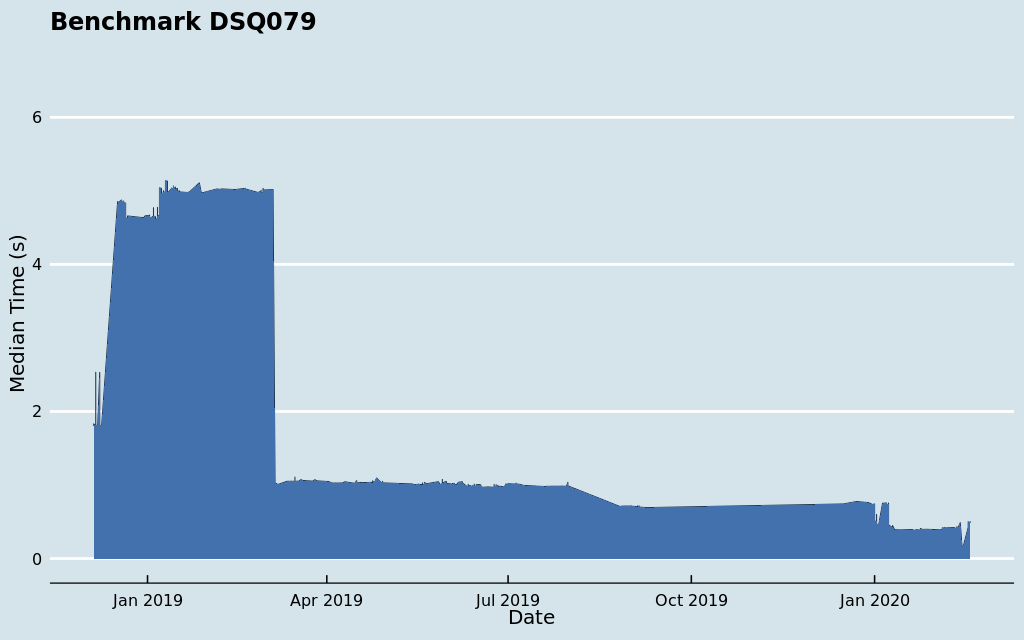 Benchmark DSQ079
Median Time (s)
6
4
2
0
Jan 2019
Apr 2019
Jul 2019
Oct 2019
Jan 2020
Date